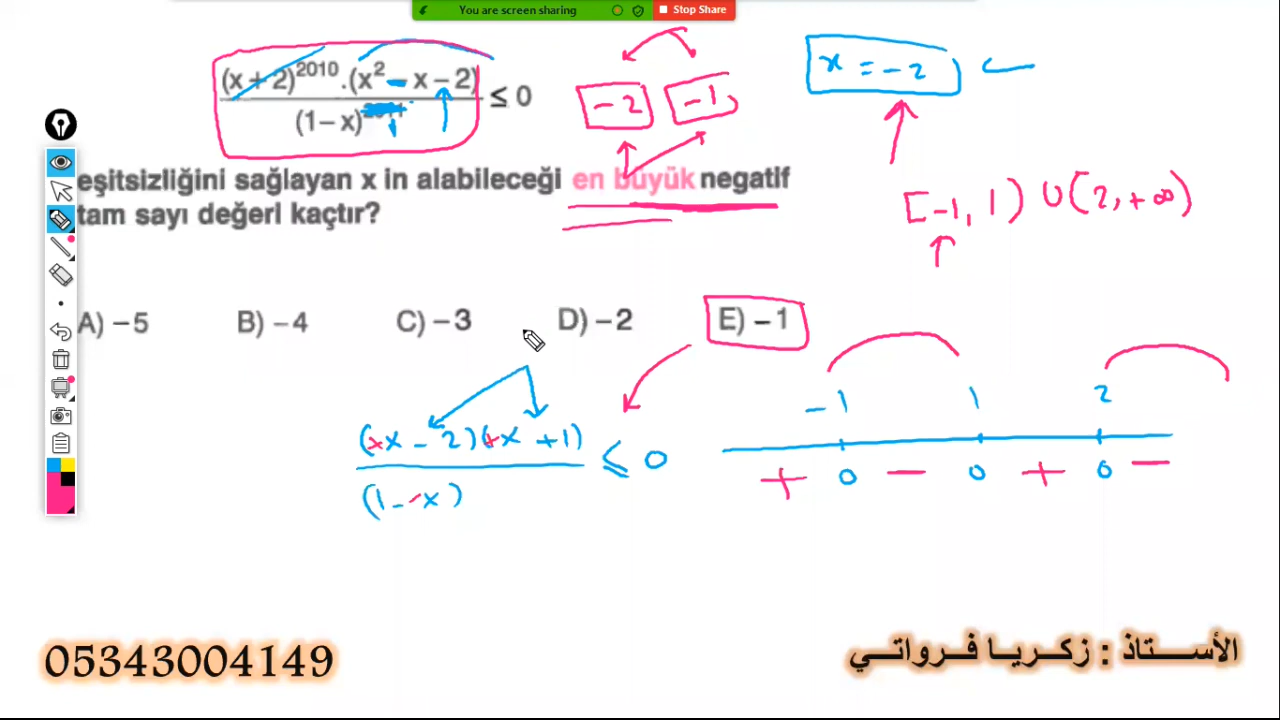 You are screen sharing Stop Share
(x+2)²⁰¹⁰.(x²-x-2)
(1-x) ≤ 0
-2 -1
x = -2
[-1, 1) ∪ (2, +∞)
eşitsizliğini sağlayan x in alabileceği en büyük negatif
tam sayı değeri kaçtır?
A) -5 B) -4 C) -3 D) -2 E) -1
(x - 2)(x + 1)
(1 - x) ≤ 0
-1 1 2
+ 0 - 0 + 0 -
05343004149
الأستاذ : زكريا فرواتي